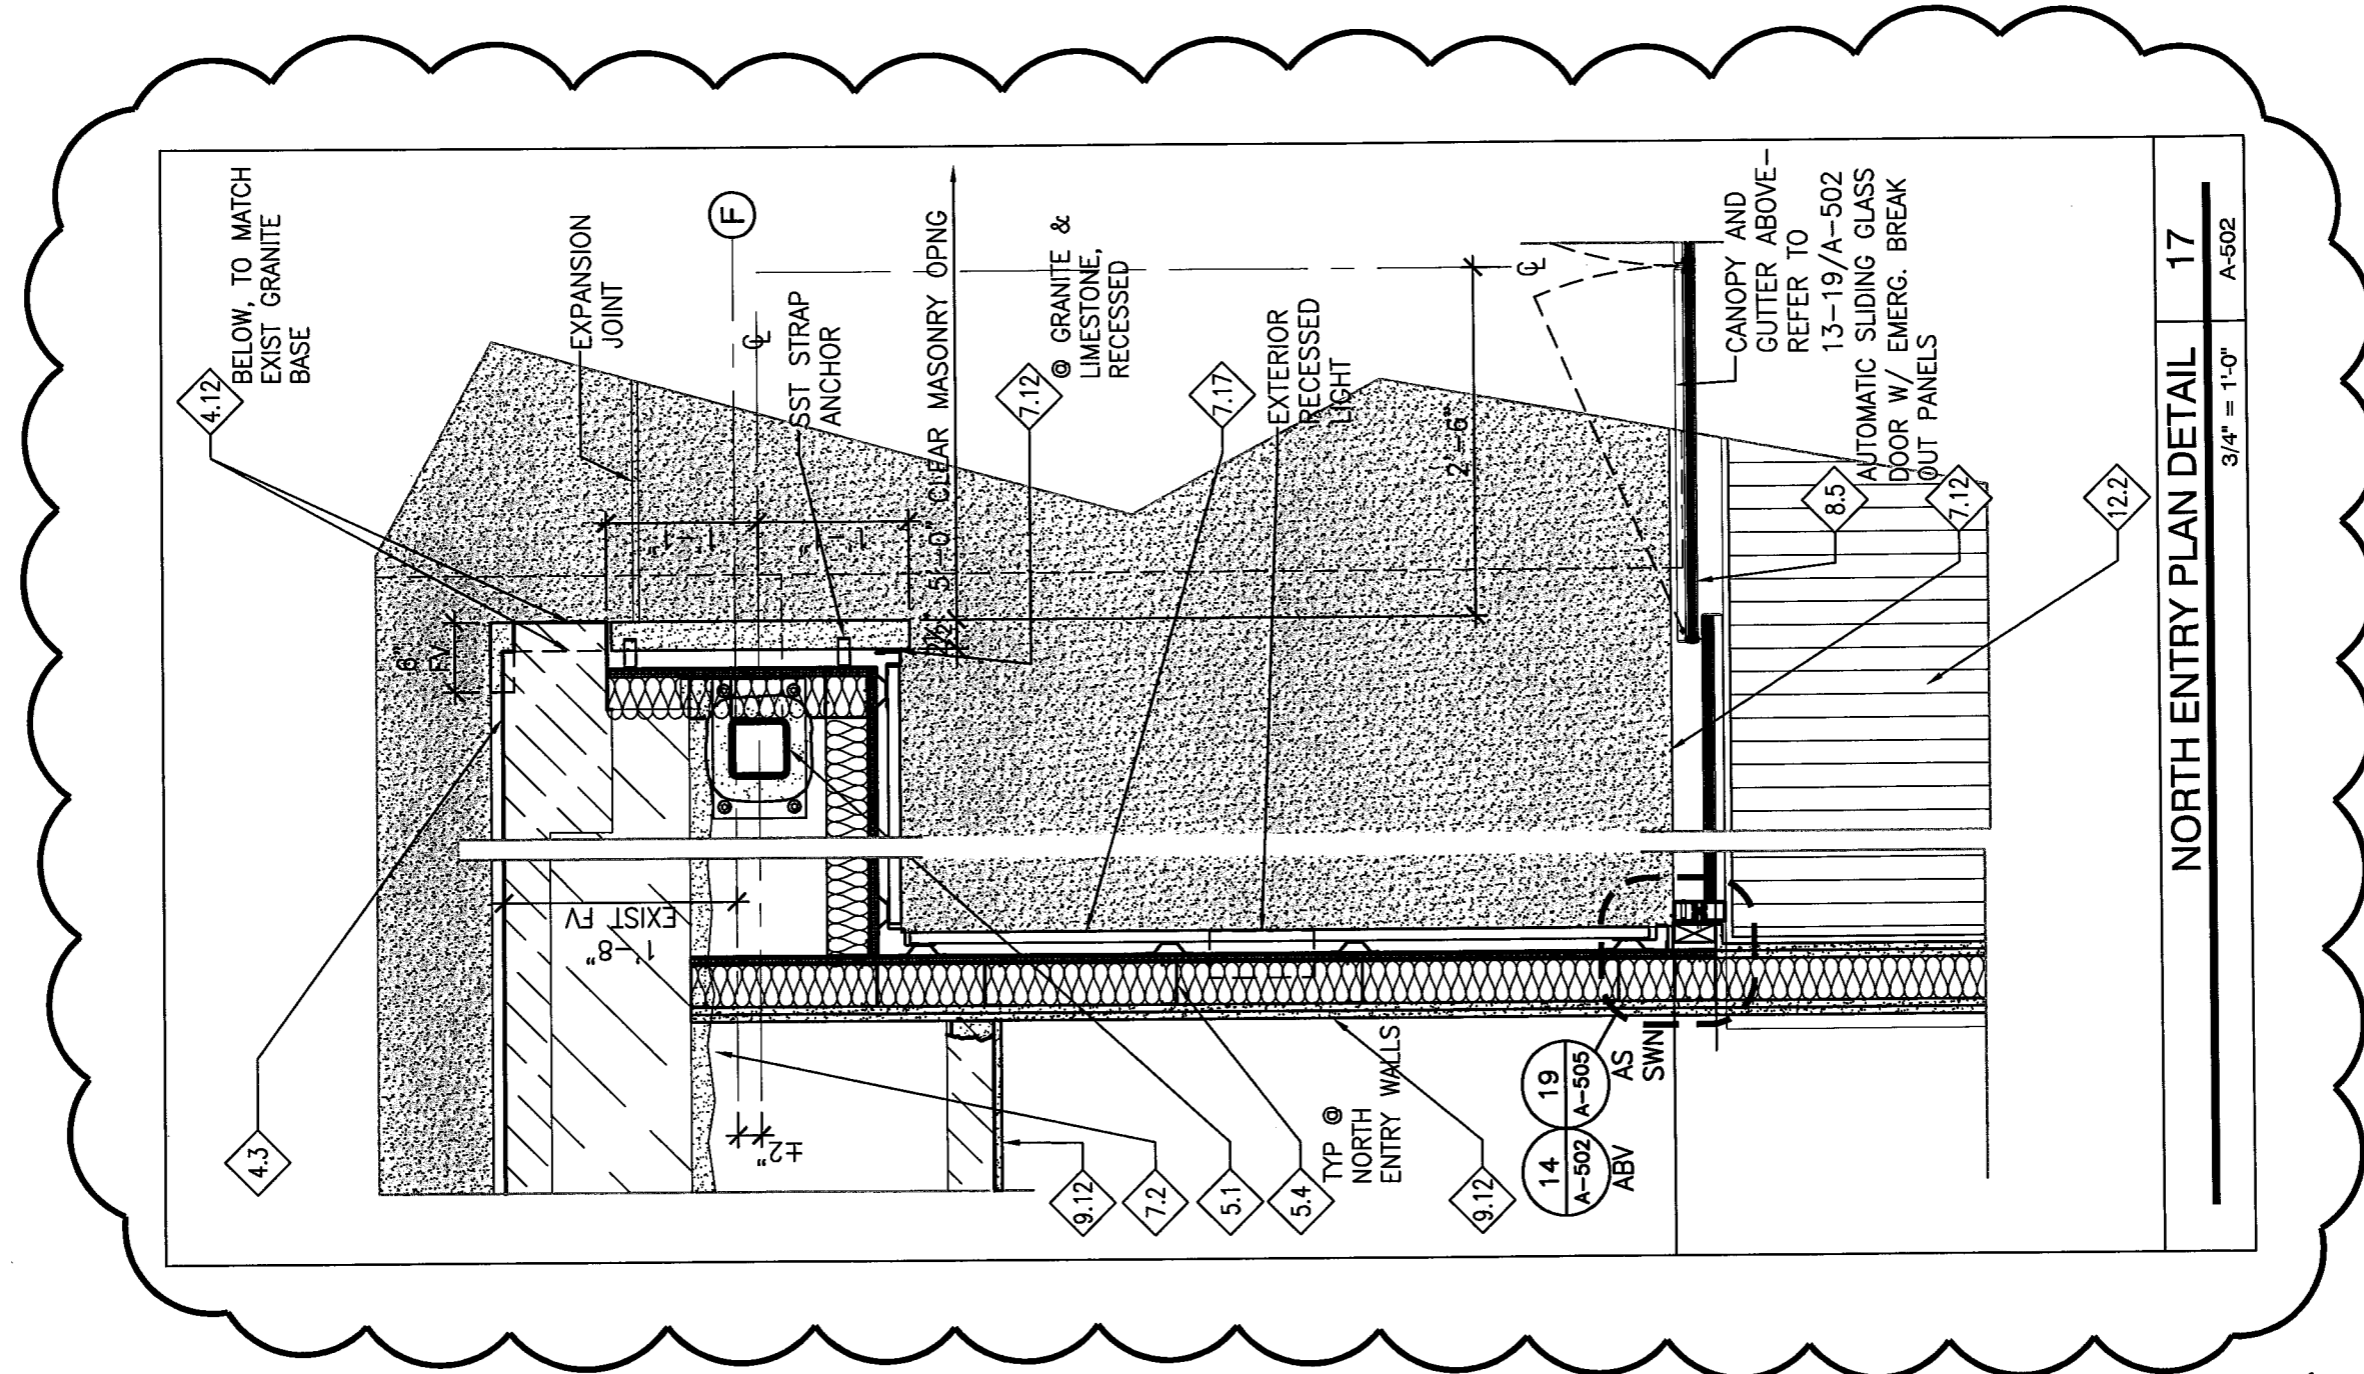 4.12
BELOW, TO MATCH
EXIST GRANITE
BASE
EXPANSION
JOINT
F
℄
SST STRAP
ANCHOR
5'-0" CLEAR MASONRY OPNG
7.12
@ GRANITE &
LIMESTONE,
RECESSED
7.17
EXTERIOR
RECESSED
LIGHT
℄
2'-6"
CANOPY AND
GUTTER ABOVE-
REFER TO
13-19/A-502
8.5
AUTOMATIC SLIDING GLASS
DOOR W/ EMERG. BREAK
OUT PANELS
7.12
12.2
FV
1'-1"
1'-1"
1'-8"
EXIST FV
±2"
4.3
9.12
7.2
5.1
5.4
TYP @
NORTH
ENTRY WALLS
9.12
14
A-502
ABV
19
A-505
AS
SWN
NORTH ENTRY PLAN DETAIL
17
3/4" = 1'-0"
A-502